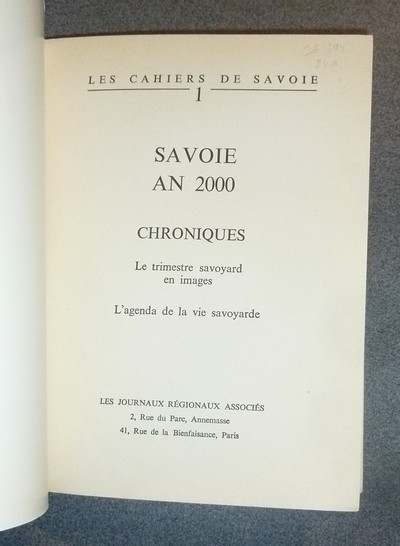 LES CAHIERS DE SAVOIE
1
SAVOIE
AN 2000
CHRONIQUES
Le trimestre savoyard
en images
L'agenda de la vie savoyarde
LES JOURNAUX RÉGIONAUX ASSOCIÉS
2, Rue du Parc, Annemasse
41, Rue de la Bienfaisance, Paris